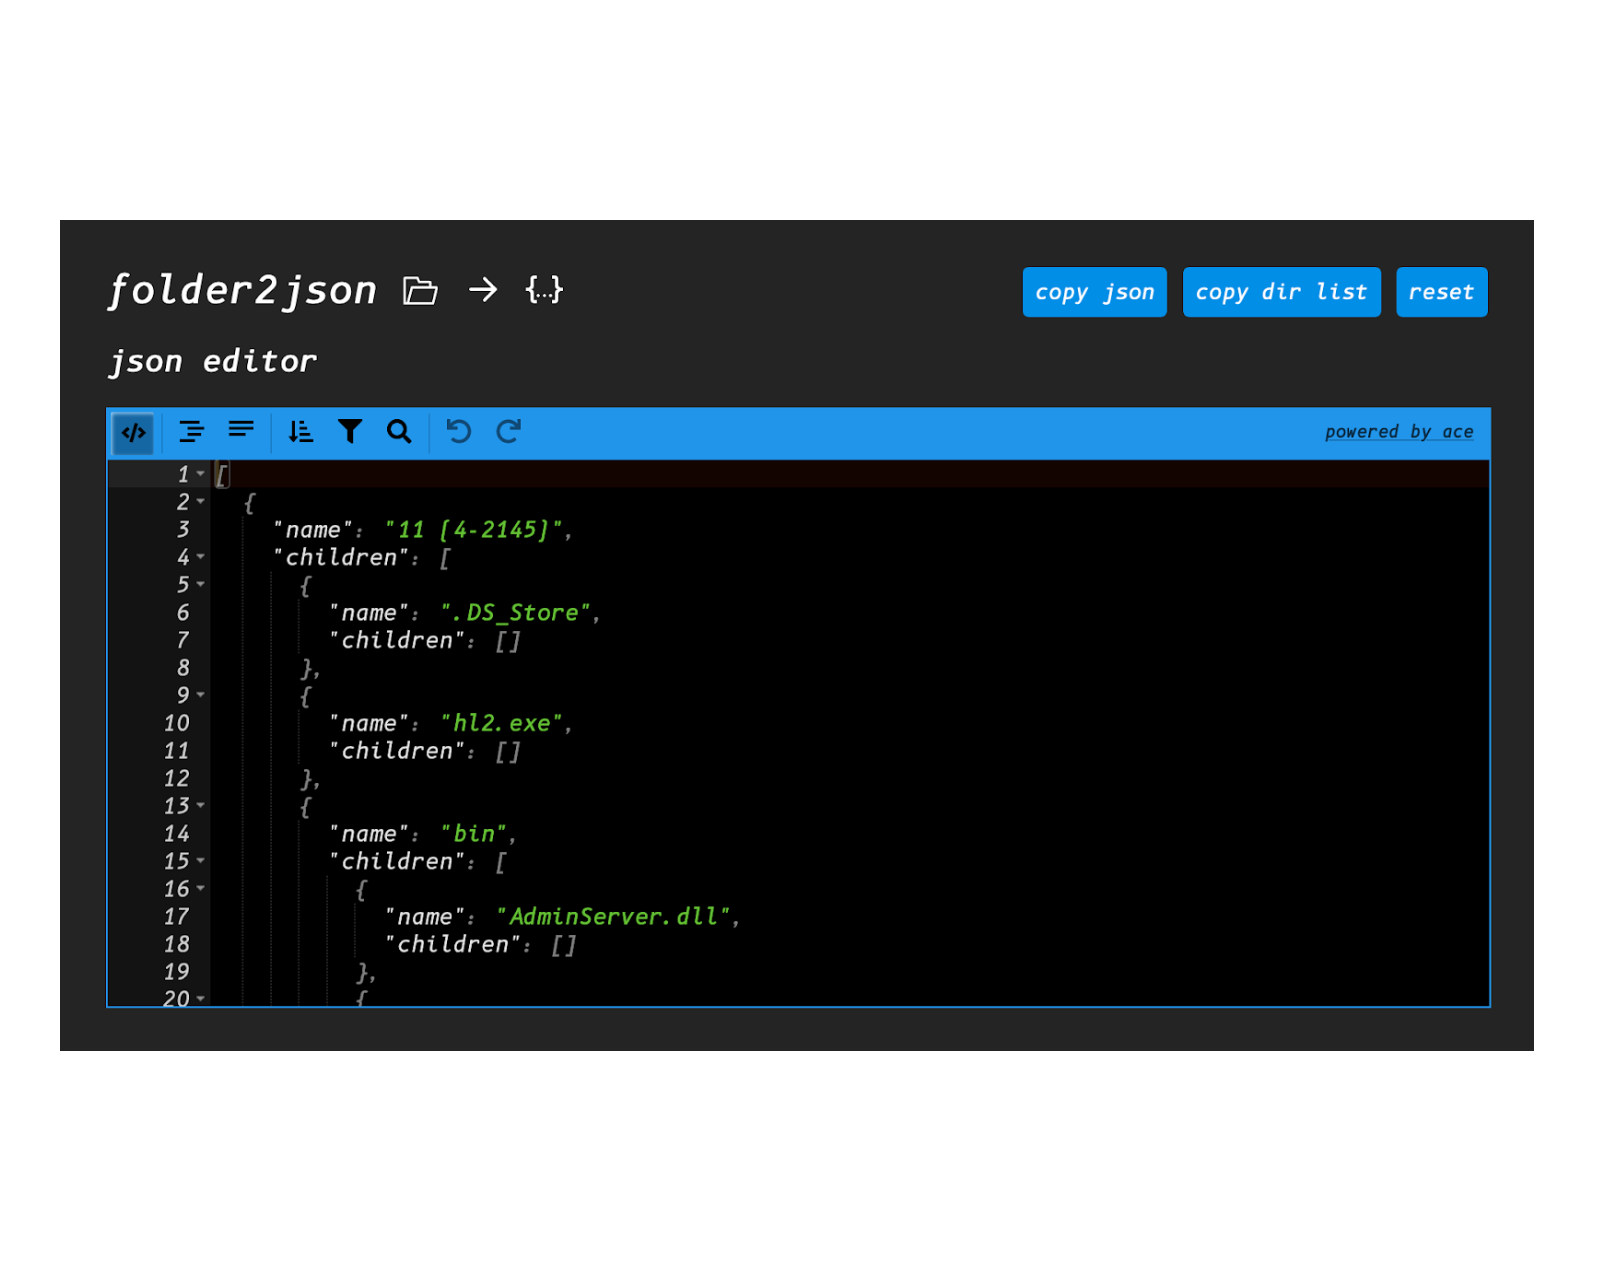 folder2json {...}
copy json copy dir list reset
json editor
</> powered by ace
1 [
2 {
3 "name": "11 [4-2145]",
4 "children": [
5 {
6 "name": ".DS_Store",
7 "children": []
8 },
9 {
10 "name": "hl2.exe",
11 "children": []
12 },
13 {
14 "name": "bin",
15 "children": [
16 {
17 "name": "AdminServer.dll",
18 "children": []
19 },
20 {